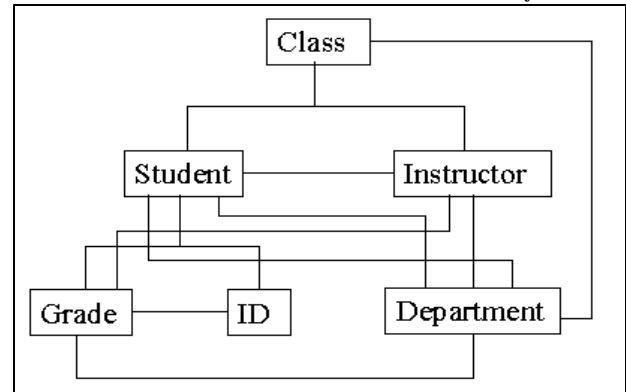 Class
Student
Instructor
Grade
ID
Department